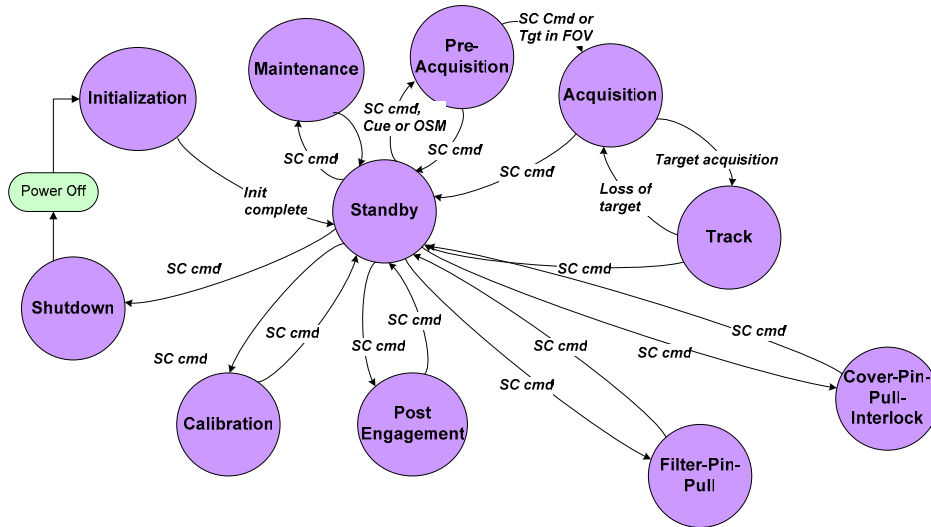 SC Cmd or
Tgt in FOV
Pre-
Acquisition
Maintenance
Initialization
Acquisition
SC cmd,
Cue or OSM
SC cmd
SC cmd
Target acquisition
SC cmd
Loss of
target
Power Off
Init
complete
Standby
Track
SC cmd
SC cmd
Shutdown
SC cmd
SC cmd
SC cmd
SC cmd
SC cmd
SC cmd
SC cmd
SC cmd
Cover-Pin-
Pull-
Interlock
Calibration
Post
Engagement
Filter-Pin-
Pull